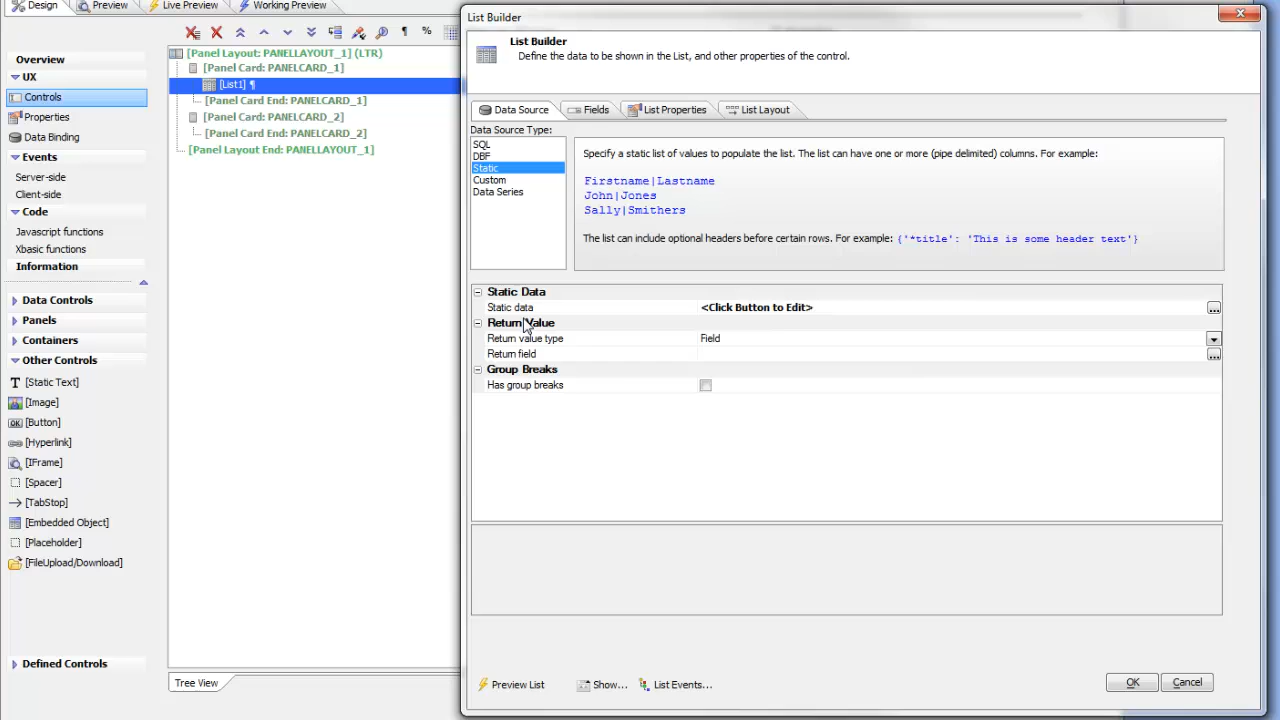 Design
Preview
Live Preview
Working Preview
Overview
UX
Controls
Properties
Data Binding
Events
Server-side
Client-side
Code
Javascript functions
Xbasic functions
Information
Data Controls
Panels
Containers
Other Controls
[Static Text]
[Image]
[Button]
[Hyperlink]
[IFrame]
[Spacer]
[TabStop]
[Embedded Object]
[Placeholder]
[FileUpload/Download]
Defined Controls
[Panel Layout: PANELLAYOUT_1] (LTR)
[Panel Card: PANELCARD_1]
[List1] ¶
[Panel Card End: PANELCARD_1]
[Panel Card: PANELCARD_2]
[Panel Card End: PANELCARD_2]
[Panel Layout End: PANELLAYOUT_1]
Tree View
List Builder
List Builder
Define the data to be shown in the List, and other properties of the control.
Data Source
Fields
List Properties
List Layout
Data Source Type:
SQL
DBF
Static
Custom
Data Series
Specify a static list of values to populate the list. The list can have one or more (pipe delimited) columns. For example:
Firstname|Lastname
John|Jones
Sally|Smithers
The list can include optional headers before certain rows. For example: {'*title': 'This is some header text'}
Static Data
Static data <Click Button to Edit> ...
Return Value
Return value type Field
Return field ...
Group Breaks
Has group breaks
Preview List
Show...
List Events...
OK
Cancel